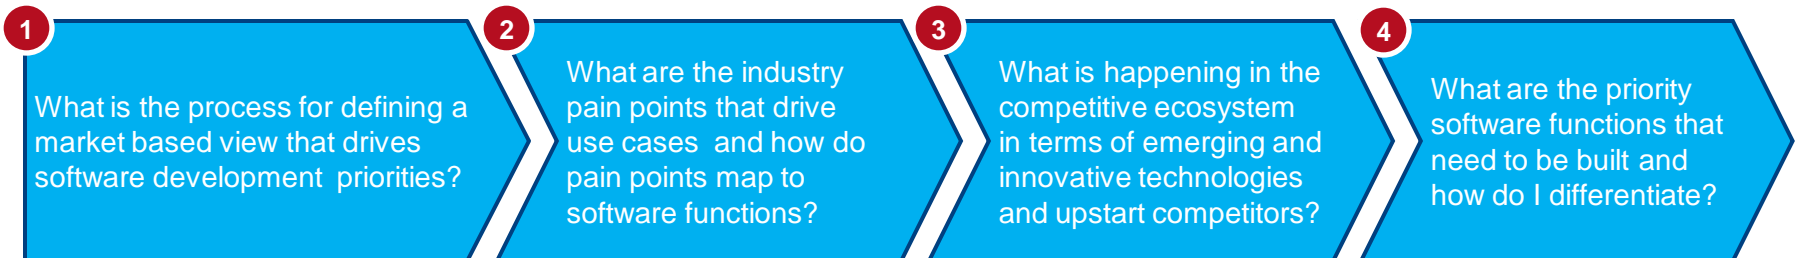 1
What is the process for defining a
market based view that drives
software development  priorities?
2
What are the industry
pain points that drive
use cases  and how do
pain points map to
software functions?
3
What is happening in the
competitive ecosystem
in terms of emerging and
innovative technologies
and upstart competitors?
4
What are the priority
software functions that
need to be built and
how do I differentiate?